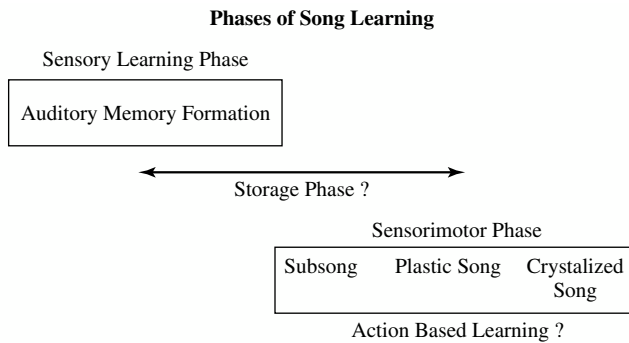 Phases of Song Learning
Sensory Learning Phase
Auditory Memory Formation
Storage Phase ?
Sensorimotor Phase
Subsong Plastic Song Crystalized
Song
Action Based Learning ?